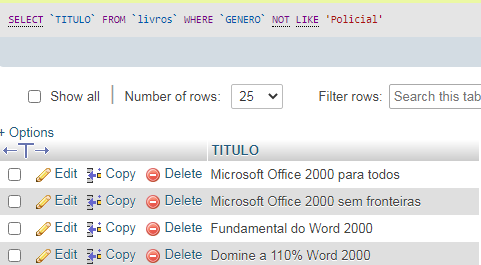 SELECT `TITULO` FROM `livros` WHERE `GENERO` NOT LIKE 'Policial'
Show all Number of rows: 25 Filter rows: Search this tab
+ Options
←T→ TITULO
Edit Copy Delete Microsoft Office 2000 para todos
Edit Copy Delete Microsoft Office 2000 sem fronteiras
Edit Copy Delete Fundamental do Word 2000
Edit Copy Delete Domine a 110% Word 2000